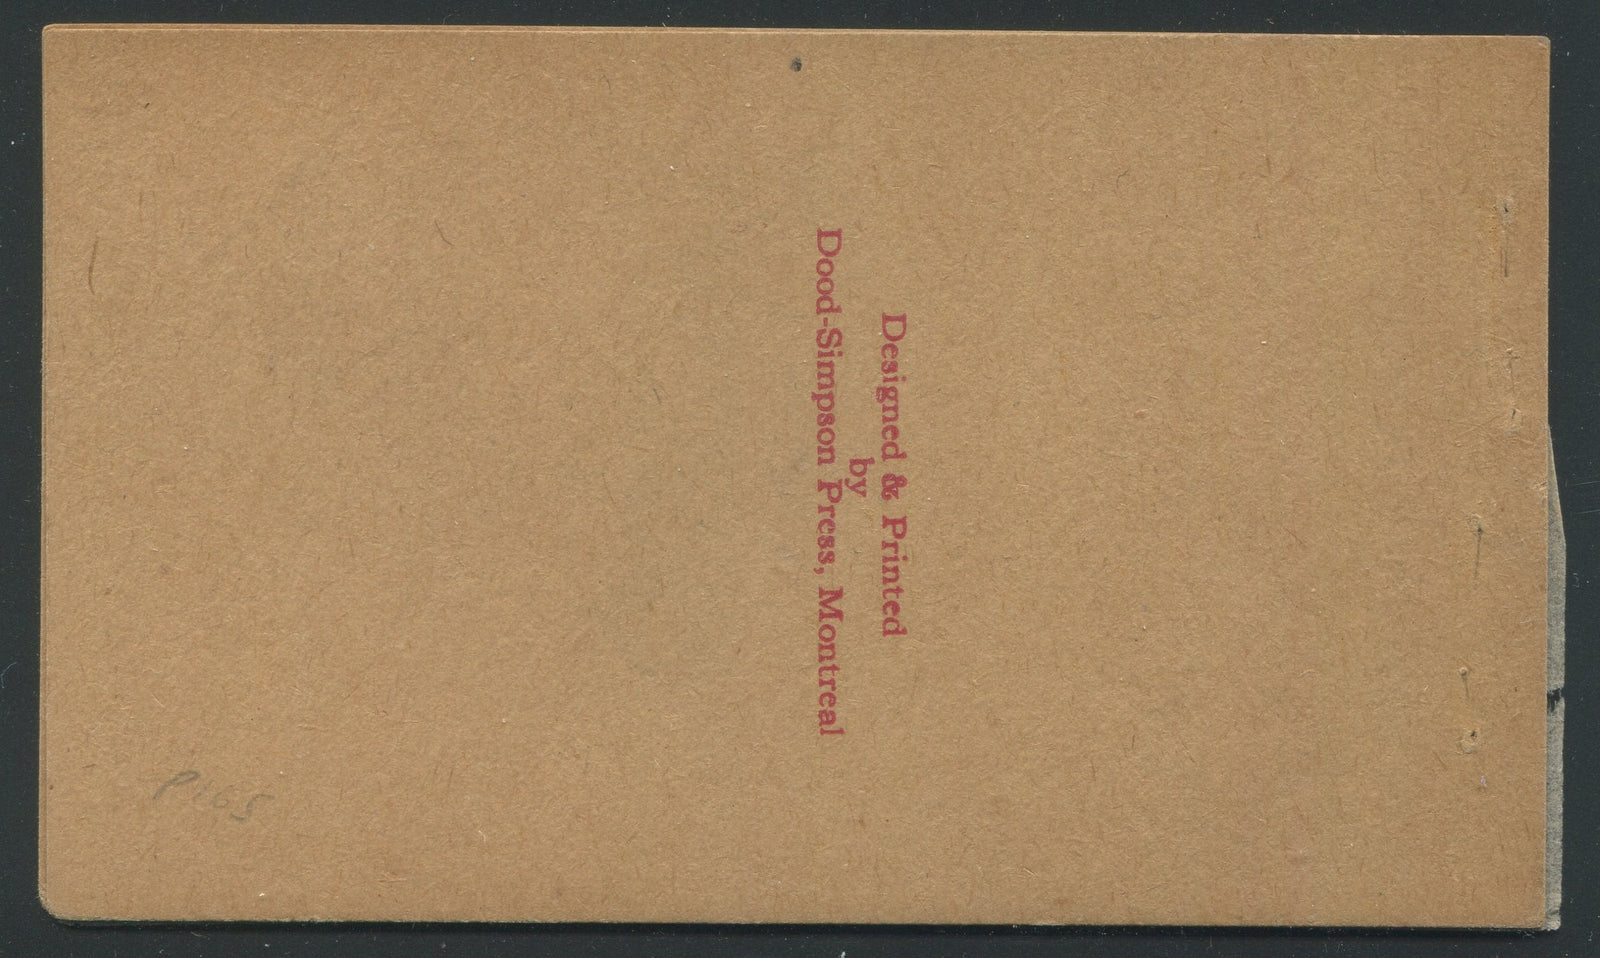 Designed & Printed
by
Dood-Simpson Press, Montreal
P165